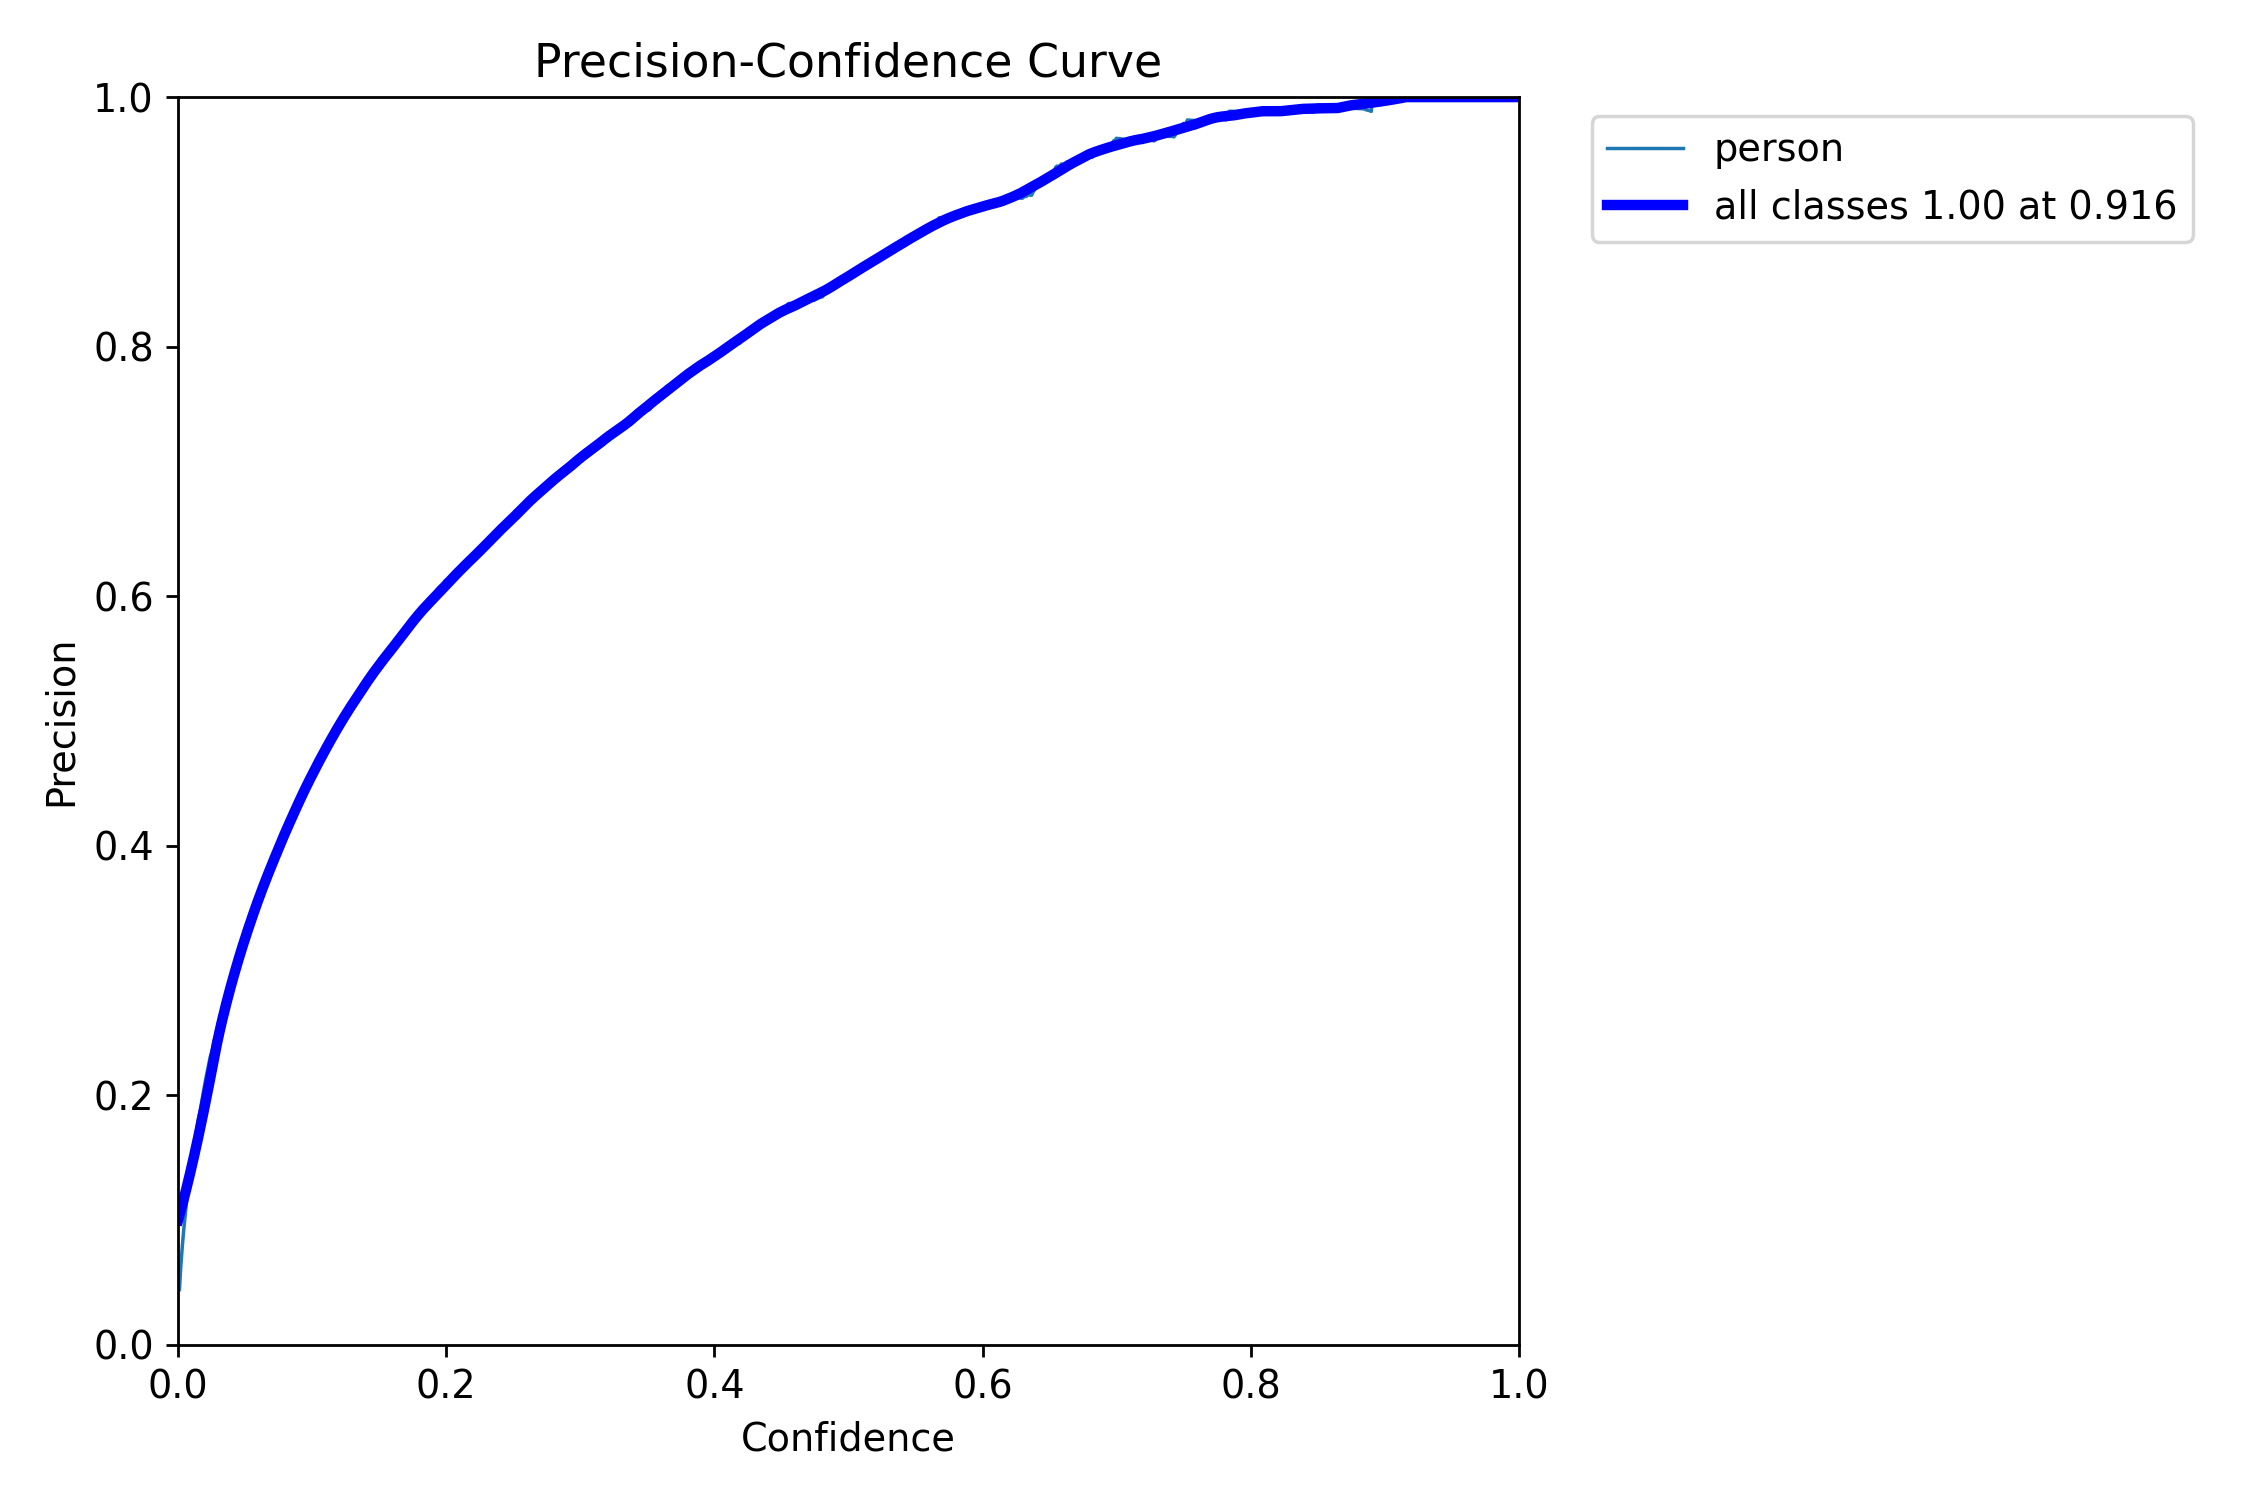 Precision-Confidence Curve
1.0
0.8
0.6
0.4
0.2
0.0
Precision
0.0 0.2 0.4 0.6 0.8 1.0
Confidence
person
all classes 1.00 at 0.916